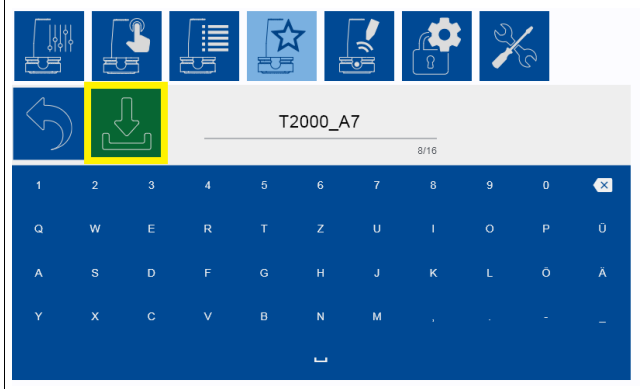 T2000_A7
8/16
1 2 3 4 5 6 7 8 9 0
Q W E R T Z U I O P Ü
A S D F G H J K L Ö Ä
Y X C V B N M , . - _